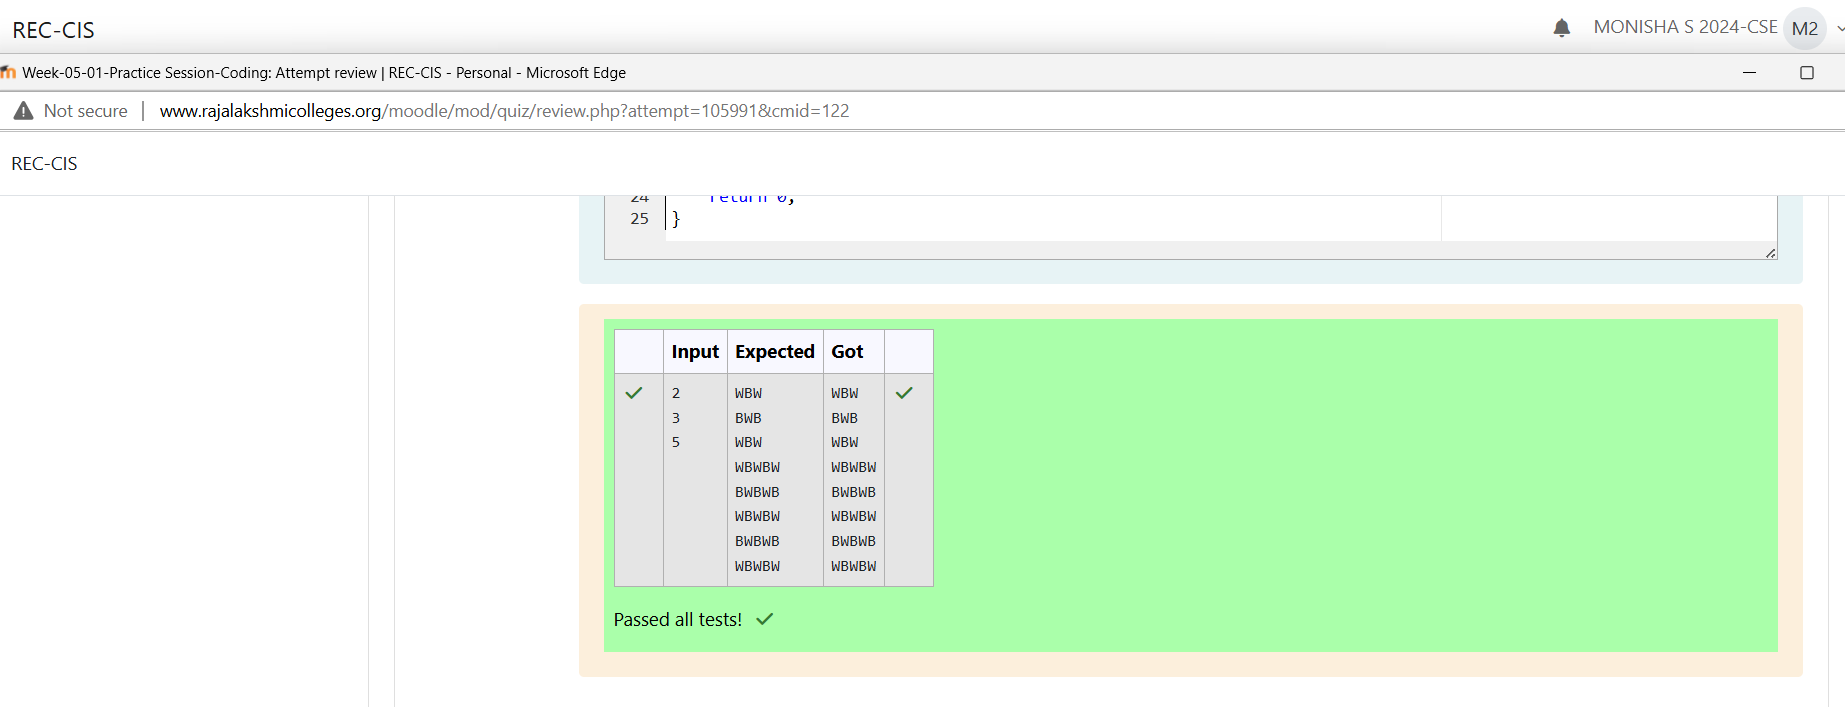 REC-CIS
MONISHA S 2024-CSE M2
Week-05-01-Practice Session-Coding: Attempt review | REC-CIS - Personal - Microsoft Edge
Not secure | www.rajalakshmicolleges.org/moodle/mod/quiz/review.php?attempt=105991&cmid=122
REC-CIS
24 return 0;
25 }
Input Expected Got
2 WBW WBW
3 BWB BWB
5 WBW WBW
WBWBW WBWBW
BWBWB BWBWB
WBWBW WBWBW
BWBWB BWBWB
WBWBW WBWBW
Passed all tests!